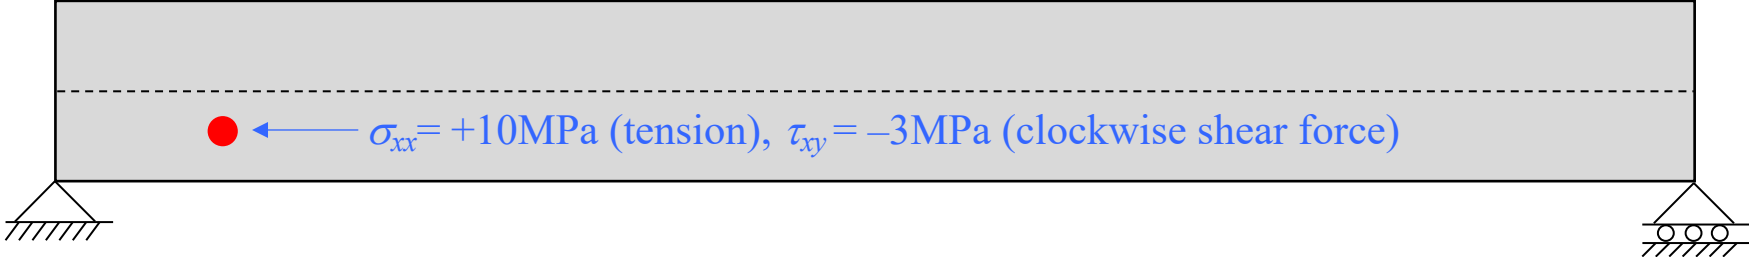 σxx= +10MPa (tension), τxy= –3MPa (clockwise shear force)